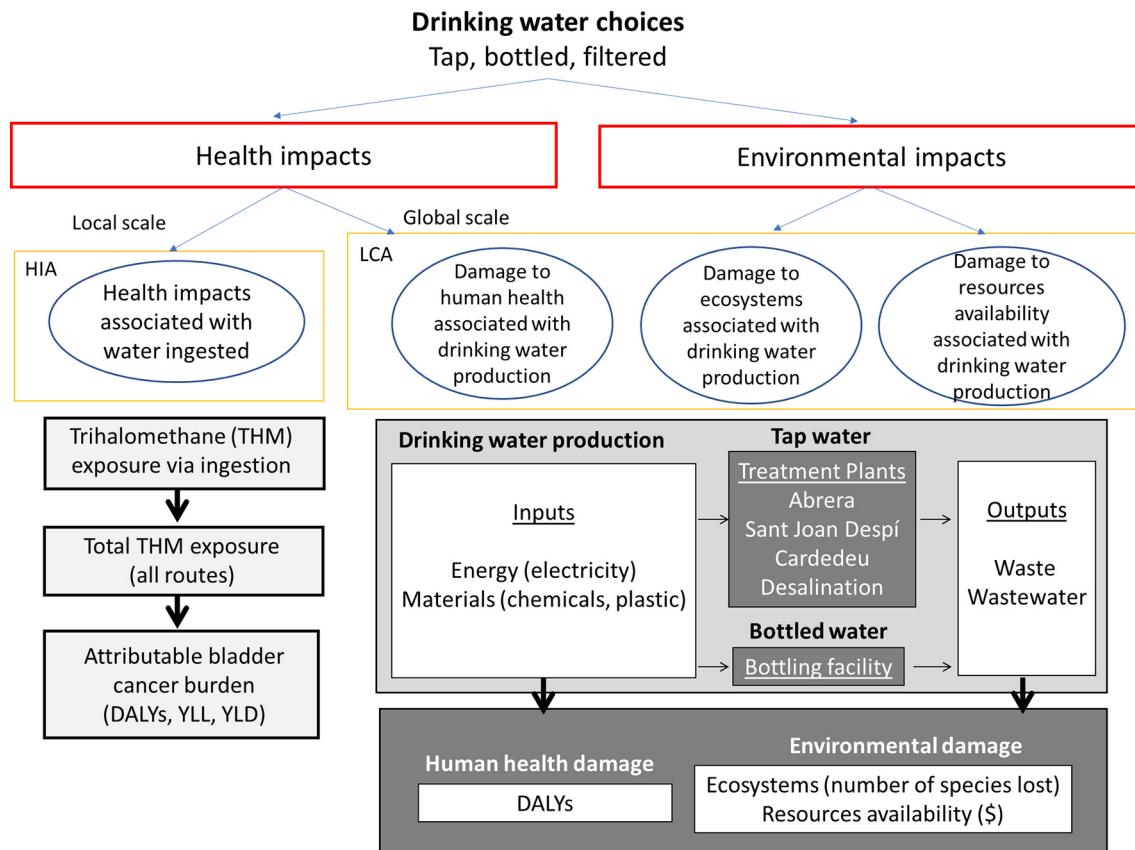 Drinking water choices
Tap, bottled, filtered
Health impacts
Environmental impacts
Local scale
Global scale
HIA
Health impacts
associated with
water ingested
LCA
Damage to
human health
associated with
drinking water
production
Damage to
ecosystems
associated with
drinking water
production
Damage to
resources
availability
associated with
drinking water
production
Trihalomethane (THM)
exposure via ingestion
Total THM exposure
(all routes)
Attributable bladder
cancer burden
(DALYs, YLL, YLD)
Drinking water production
Inputs
Energy (electricity)
Materials (chemicals, plastic)
Tap water
Treatment Plants
Abrera
Sant Joan Despí
Cardedeu
Desalination
Bottled water
Bottling facility
Outputs
Waste
Wastewater
Human health damage
DALYs
Environmental damage
Ecosystems (number of species lost)
Resources availability ($)